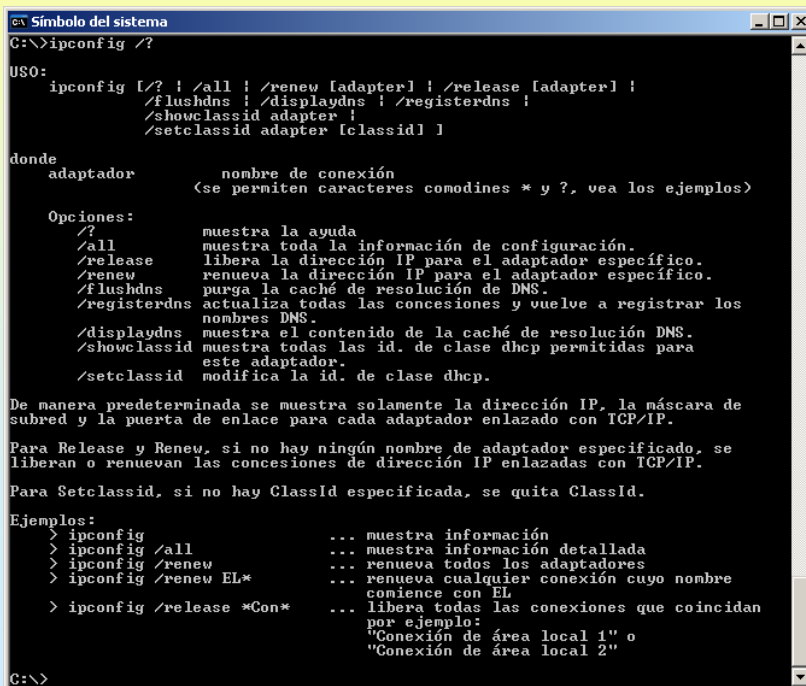 Símbolo del sistema
C:\>ipconfig /?
USO:
ipconfig [/? | /all | /renew [adapter] | /release [adapter] |
/flushdns | /displaydns | /registerdns |
/showclassid adapter |
/setclassid adapter [classid] ]
donde
adaptador nombre de conexión
(se permiten caracteres comodines * y ?, vea los ejemplos)
Opciones:
/? muestra la ayuda
/all muestra toda la información de configuración.
/release libera la dirección IP para el adaptador específico.
/renew renueva la dirección IP para el adaptador específico.
/flushdns purga la caché de resolución de DNS.
/registerdns actualiza todas las concesiones y vuelve a registrar los
nombres DNS.
/displaydns muestra el contenido de la caché de resolución DNS.
/showclassid muestra todas las id. de clase dhcp permitidas para
este adaptador.
/setclassid modifica la id. de clase dhcp.
De manera predeterminada se muestra solamente la dirección IP, la máscara de
subred y la puerta de enlace para cada adaptador enlazado con TCP/IP.
Para Release y Renew, si no hay ningún nombre de adaptador especificado, se
liberan o renuevan las concesiones de dirección IP enlazadas con TCP/IP.
Para Setclassid, si no hay ClassId especificada, se quita ClassId.
Ejemplos:
> ipconfig ... muestra información
> ipconfig /all ... muestra información detallada
> ipconfig /renew ... renueva todos los adaptadores
> ipconfig /renew EL* ... renueva cualquier conexión cuyo nombre
comience con EL
> ipconfig /release *Con* ... libera todas las conexiones que coincidan
por ejemplo:
"Conexión de área local 1" o
"Conexión de área local 2"
C:\>